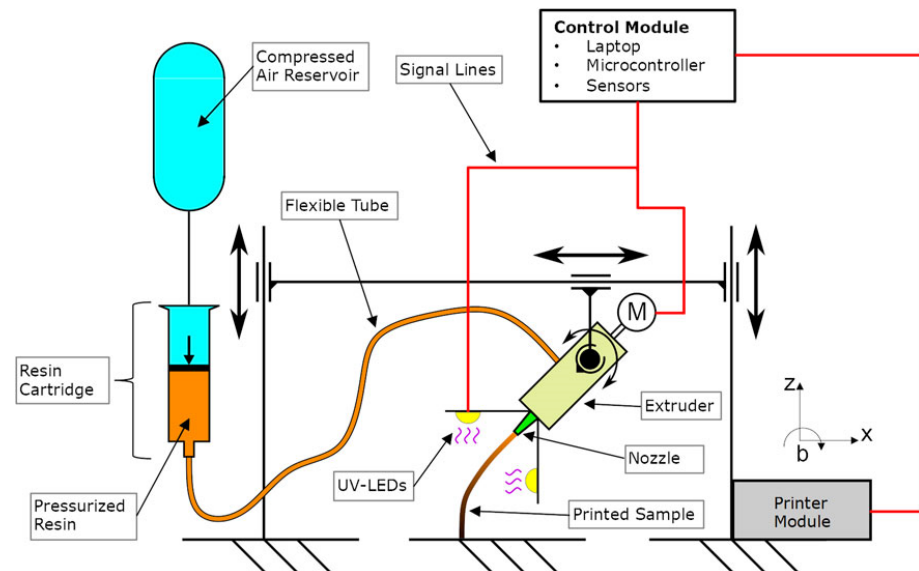 Control Module
• Laptop
• Microcontroller
• Sensors
Compressed
Air Reservoir
Signal Lines
Flexible Tube
M
Resin
Cartridge
Extruder
z
x
b
UV-LEDs
Nozzle
Pressurized
Resin
Printed Sample
Printer
Module